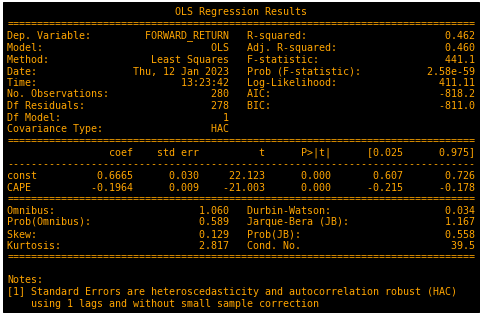 OLS Regression Results
==============================================================================
Dep. Variable: FORWARD_RETURN R-squared: 0.462
Model: OLS Adj. R-squared: 0.460
Method: Least Squares F-statistic: 441.1
Date: Thu, 12 Jan 2023 Prob (F-statistic): 2.58e-59
Time: 13:23:42 Log-Likelihood: 411.11
No. Observations: 280 AIC: -818.2
Df Residuals: 278 BIC: -811.0
Df Model: 1
Covariance Type: HAC
==============================================================================
coef std err t P>|t| [0.025 0.975]
------------------------------------------------------------------------------
const 0.6665 0.030 22.123 0.000 0.607 0.726
CAPE -0.1964 0.009 -21.003 0.000 -0.215 -0.178
==============================================================================
Omnibus: 1.060 Durbin-Watson: 0.034
Prob(Omnibus): 0.589 Jarque-Bera (JB): 1.167
Skew: 0.129 Prob(JB): 0.558
Kurtosis: 2.817 Cond. No. 39.5
==============================================================================
Notes:
[1] Standard Errors are heteroscedasticity and autocorrelation robust (HAC)
using 1 lags and without small sample correction